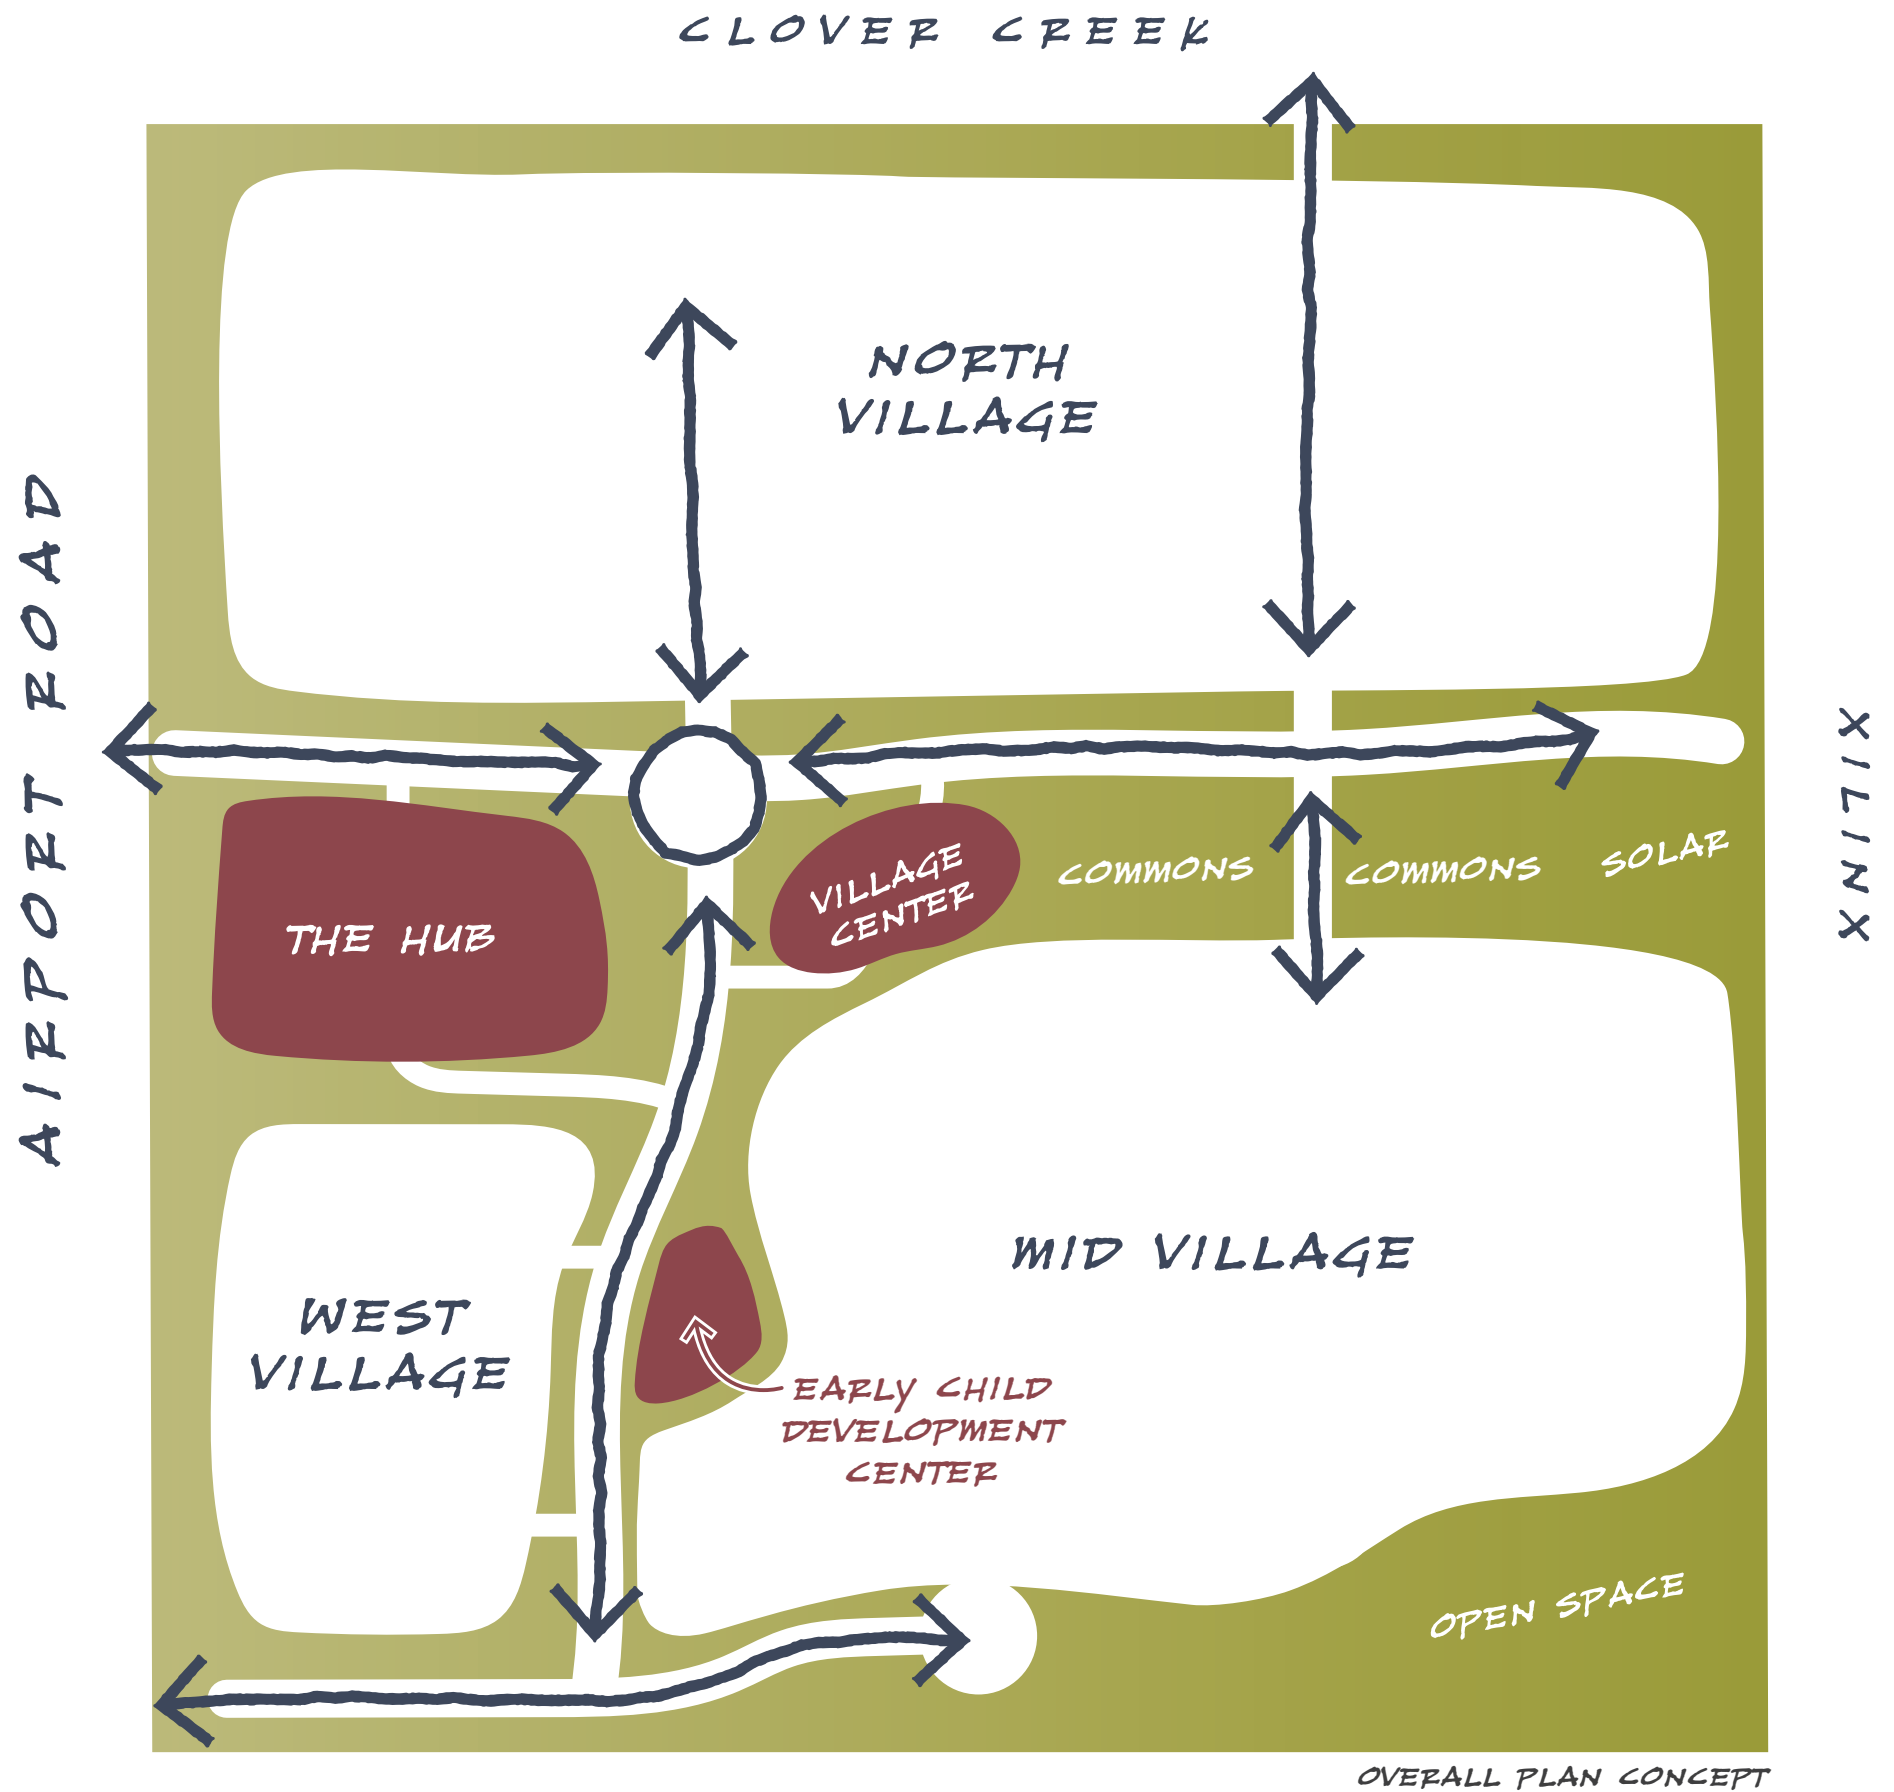 CLOVER CREEK
NORTH
VILLAGE
AIRPORT ROAD
XILINX
VILLAGE
CENTER
COMMONS
COMMONS
SOLAR
THE HUB
MID VILLAGE
WEST
VILLAGE
EARLY CHILD
DEVELOPMENT
CENTER
OPEN SPACE
OVERALL PLAN CONCEPT